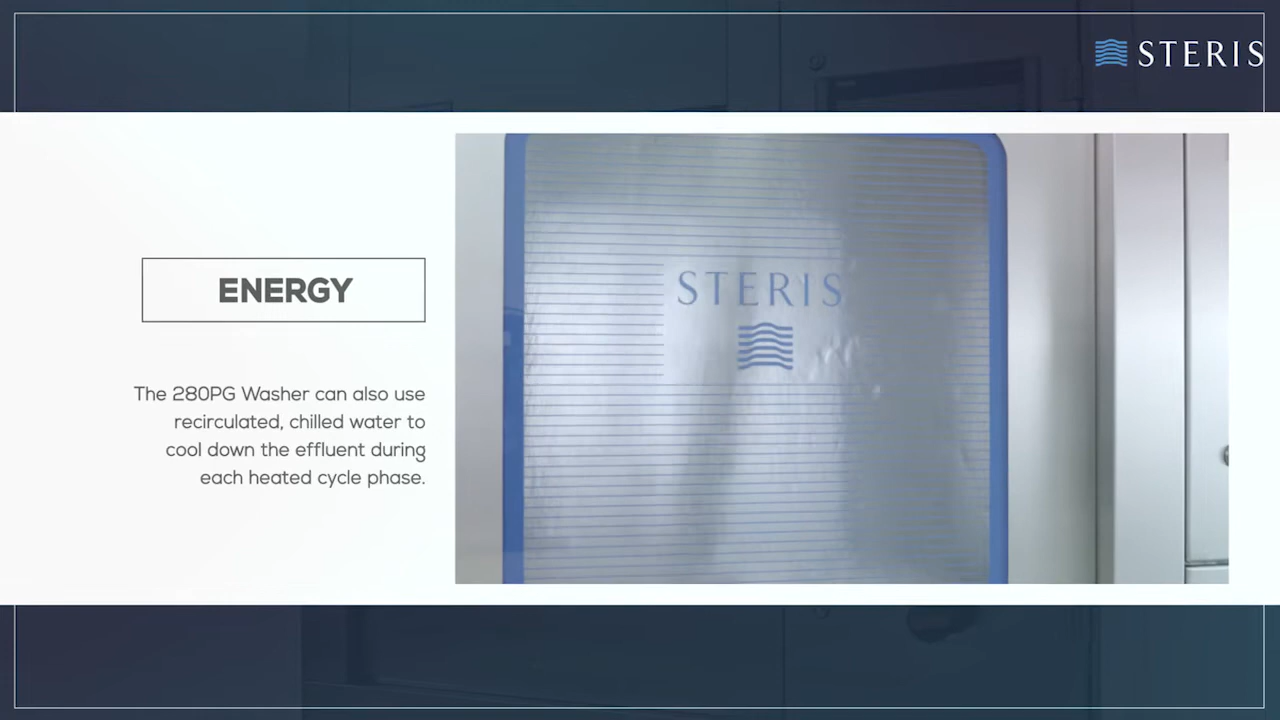 STERIS
ENERGY
The 280PG Washer can also use
recirculated, chilled water to
cool down the effluent during
each heated cycle phase.
STERIS